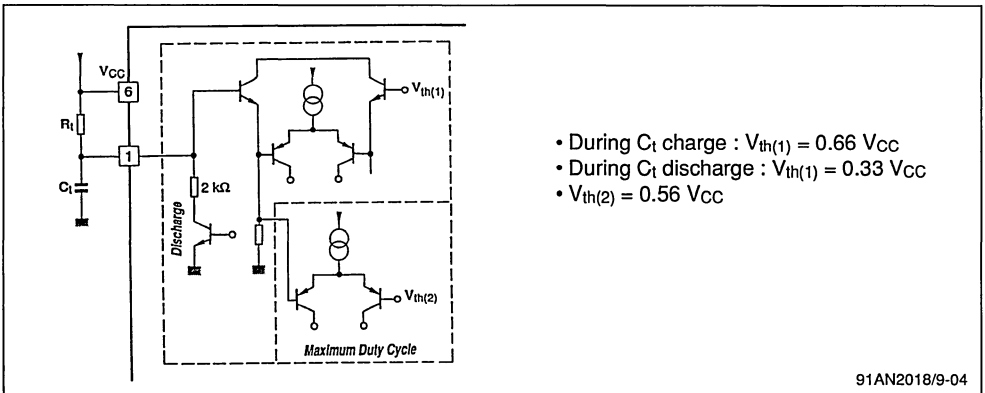 VCC
6
Rt
1
Ct
2 kΩ
Discharge
Vth(1)
Vth(2)
Maximum Duty Cycle
• During Ct charge : Vth(1) = 0.66 VCC
• During Ct discharge : Vth(1) = 0.33 VCC
• Vth(2) = 0.56 VCC
91AN2018/9-04